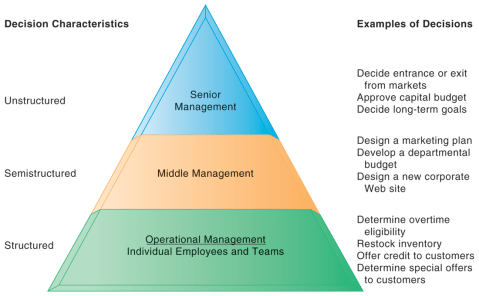 Decision Characteristics
Examples of Decisions
Unstructured
Senior
Management
Decide entrance or exit
from markets
Approve capital budget
Decide long-term goals
Semistructured
Middle Management
Design a marketing plan
Develop a departmental
budget
Design a new corporate
Web site
Structured
Operational Management
Individual Employees and Teams
Determine overtime
eligibility
Restock inventory
Offer credit to customers
Determine special offers
to customers